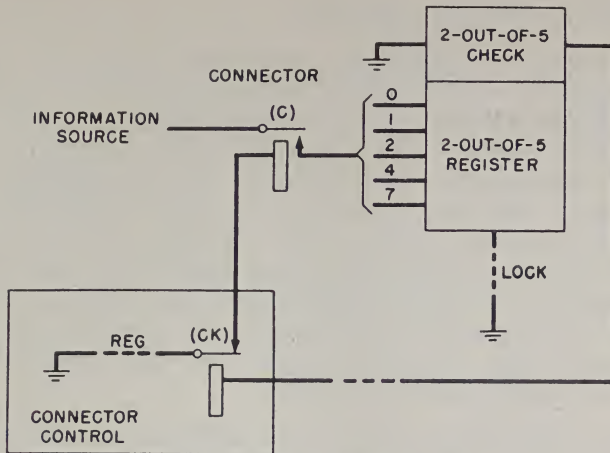 2-OUT-OF-5
CHECK
CONNECTOR
(C)
INFORMATION
SOURCE
0
1
2
4
7
2-OUT-OF-5
REGISTER
LOCK
REG
(CK)
CONNECTOR
CONTROL